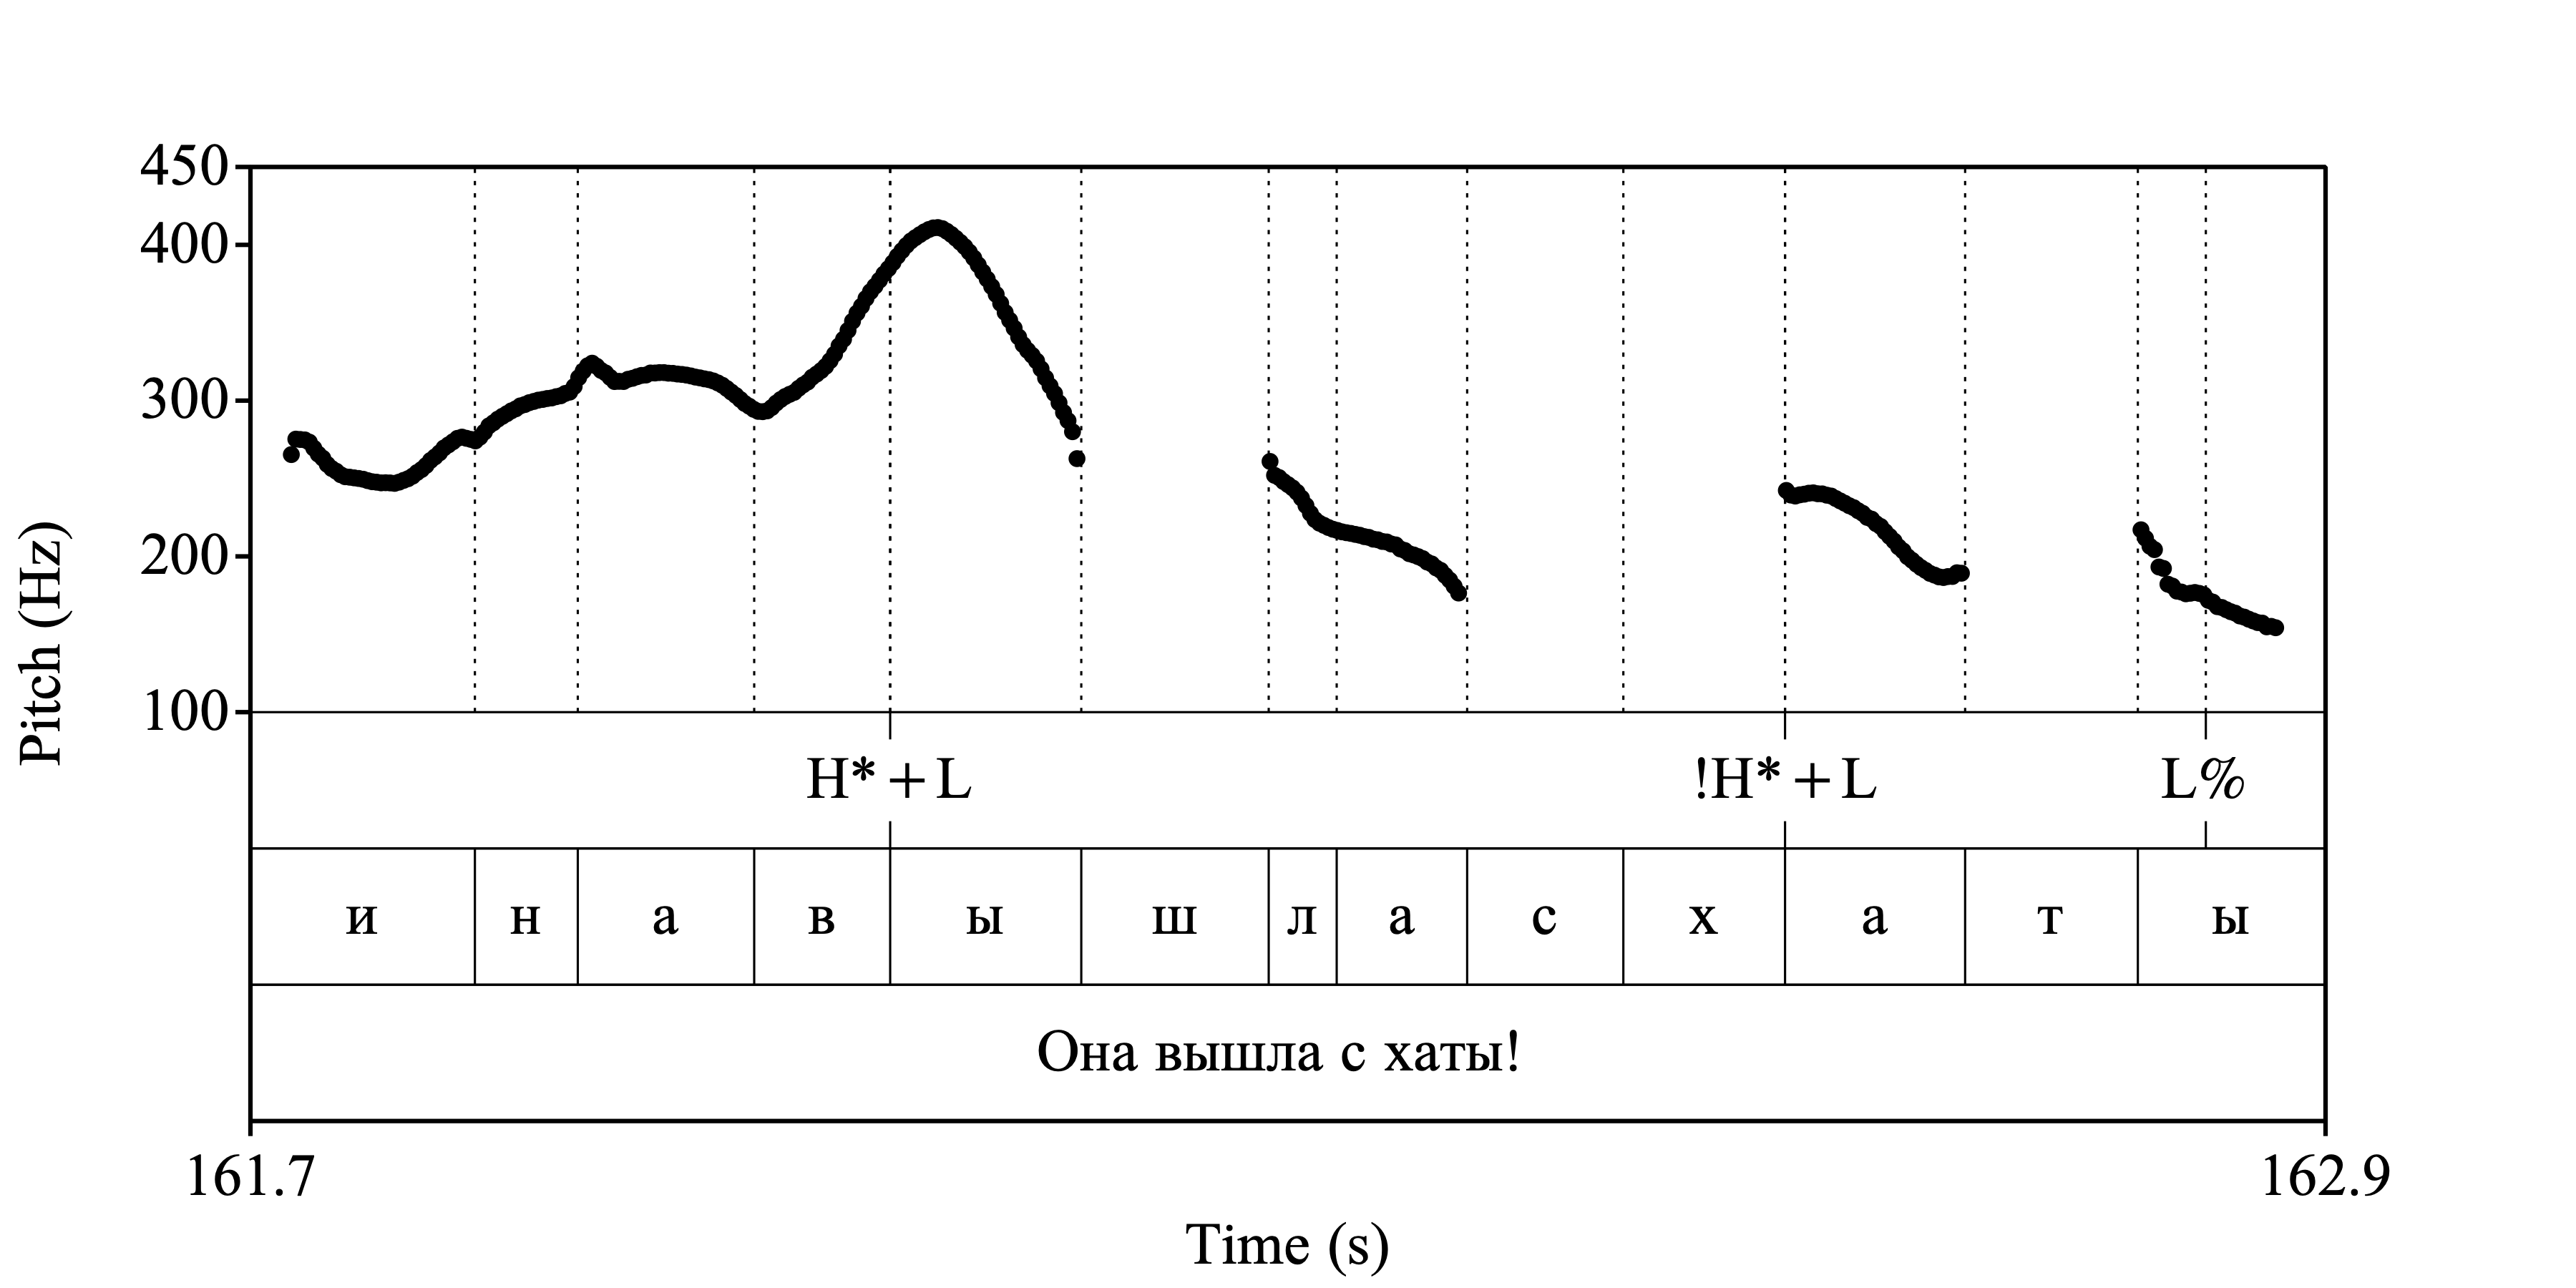 450
400
300
200
100
Pitch (Hz)
H* + L !H* + L L%
и н а в ы ш л а с х а т ы
Она вышла с хаты!
161.7 162.9
Time (s)